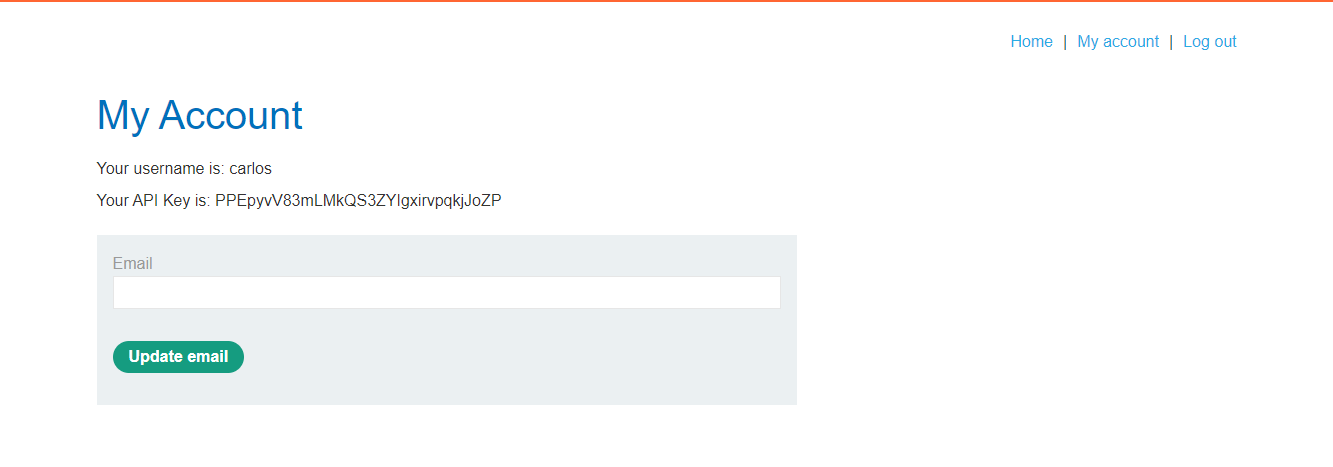 Home | My account | Log out
My Account
Your username is: carlos
Your API Key is: PPEpyvV83mLMkQS3ZYlgxirvpqkjJoZP
Email
Update email